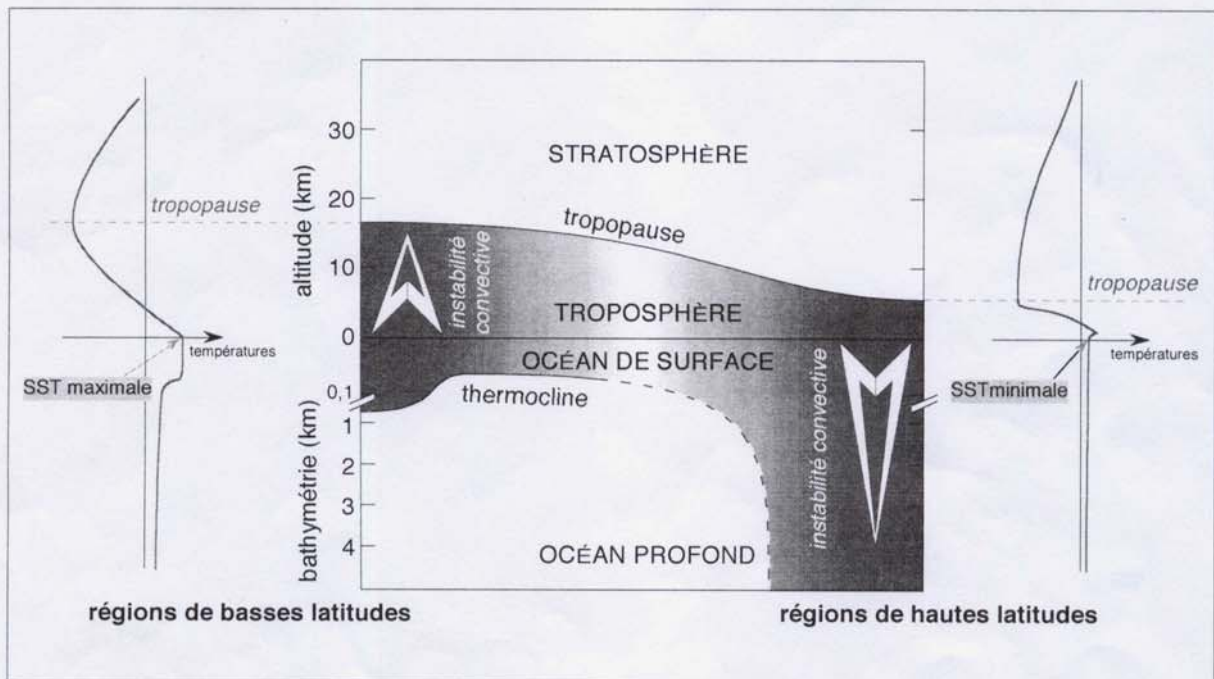 30
20
10
0
0,1
1
2
3
4
altitude (km)
bathymétrie (km)
STRATOSPHÈRE
tropopause
TROPOSPHÈRE
OCÉAN DE SURFACE
thermocline
OCÉAN PROFOND
instabilité
convective
instabilité convective
tropopause
températures
SST maximale
régions de basses latitudes
tropopause
températures
SSTminimale
régions de hautes latitudes